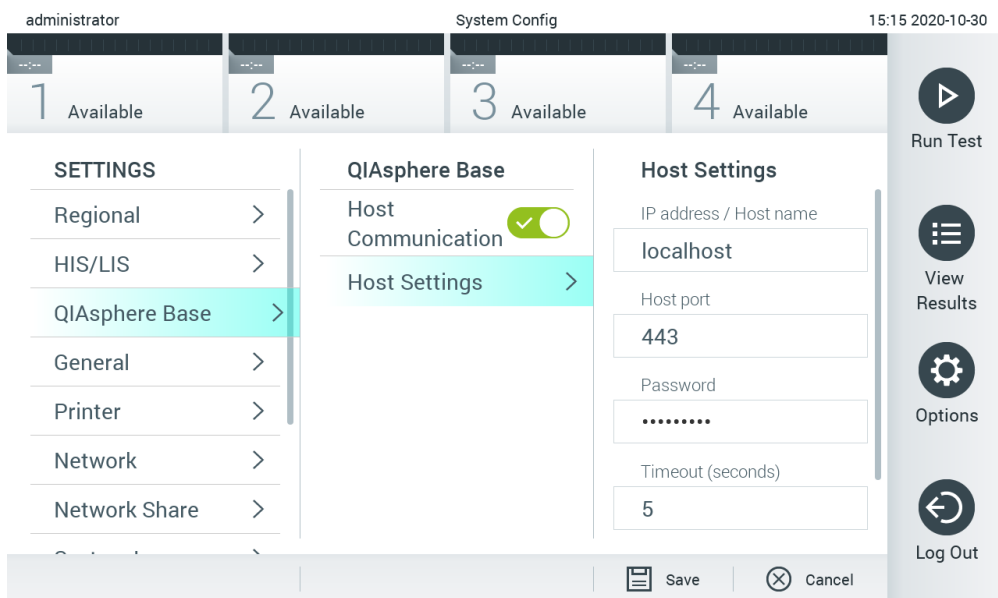 administrator
System Config
15:15 2020-10-30
--:--
--:--
--:--
--:--
1 Available
2 Available
3 Available
4 Available
Run Test
View
Results
Options
Log Out
SETTINGS
Regional
HIS/LIS
QIAsphere Base
General
Printer
Network
Network Share
QIAsphere Base
Host
Communication
Host Settings
Host Settings
IP address / Host name
localhost
Host port
443
Password
•••••••••
Timeout (seconds)
5
Save
Cancel